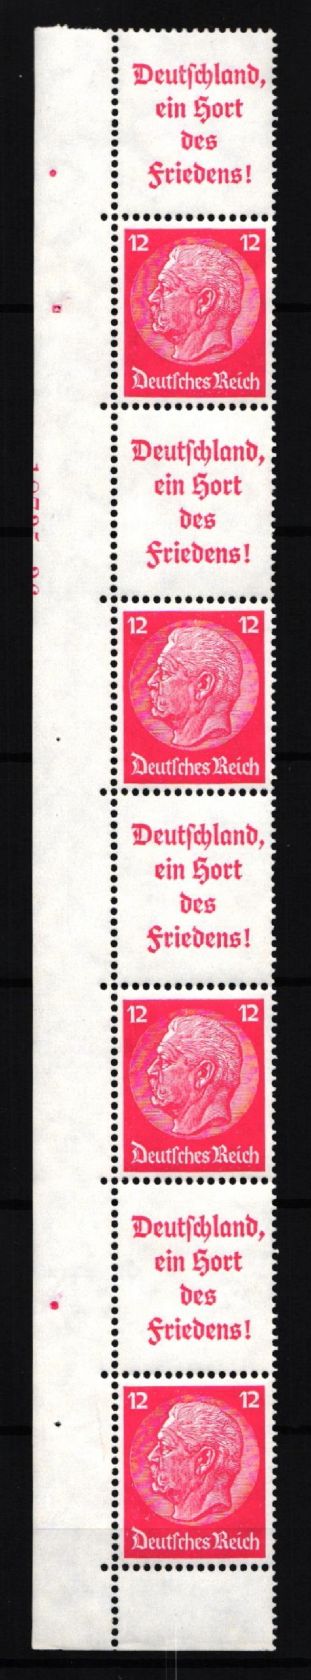 Deutschland,
ein Hort
des
Friedens!
12 12
Deutsches Reich
Deutschland,
ein Hort
des
Friedens!
12 12
Deutsches Reich
Deutschland,
ein Hort
des
Friedens!
12 12
Deutsches Reich
Deutschland,
ein Hort
des
Friedens!
12 12
Deutsches Reich